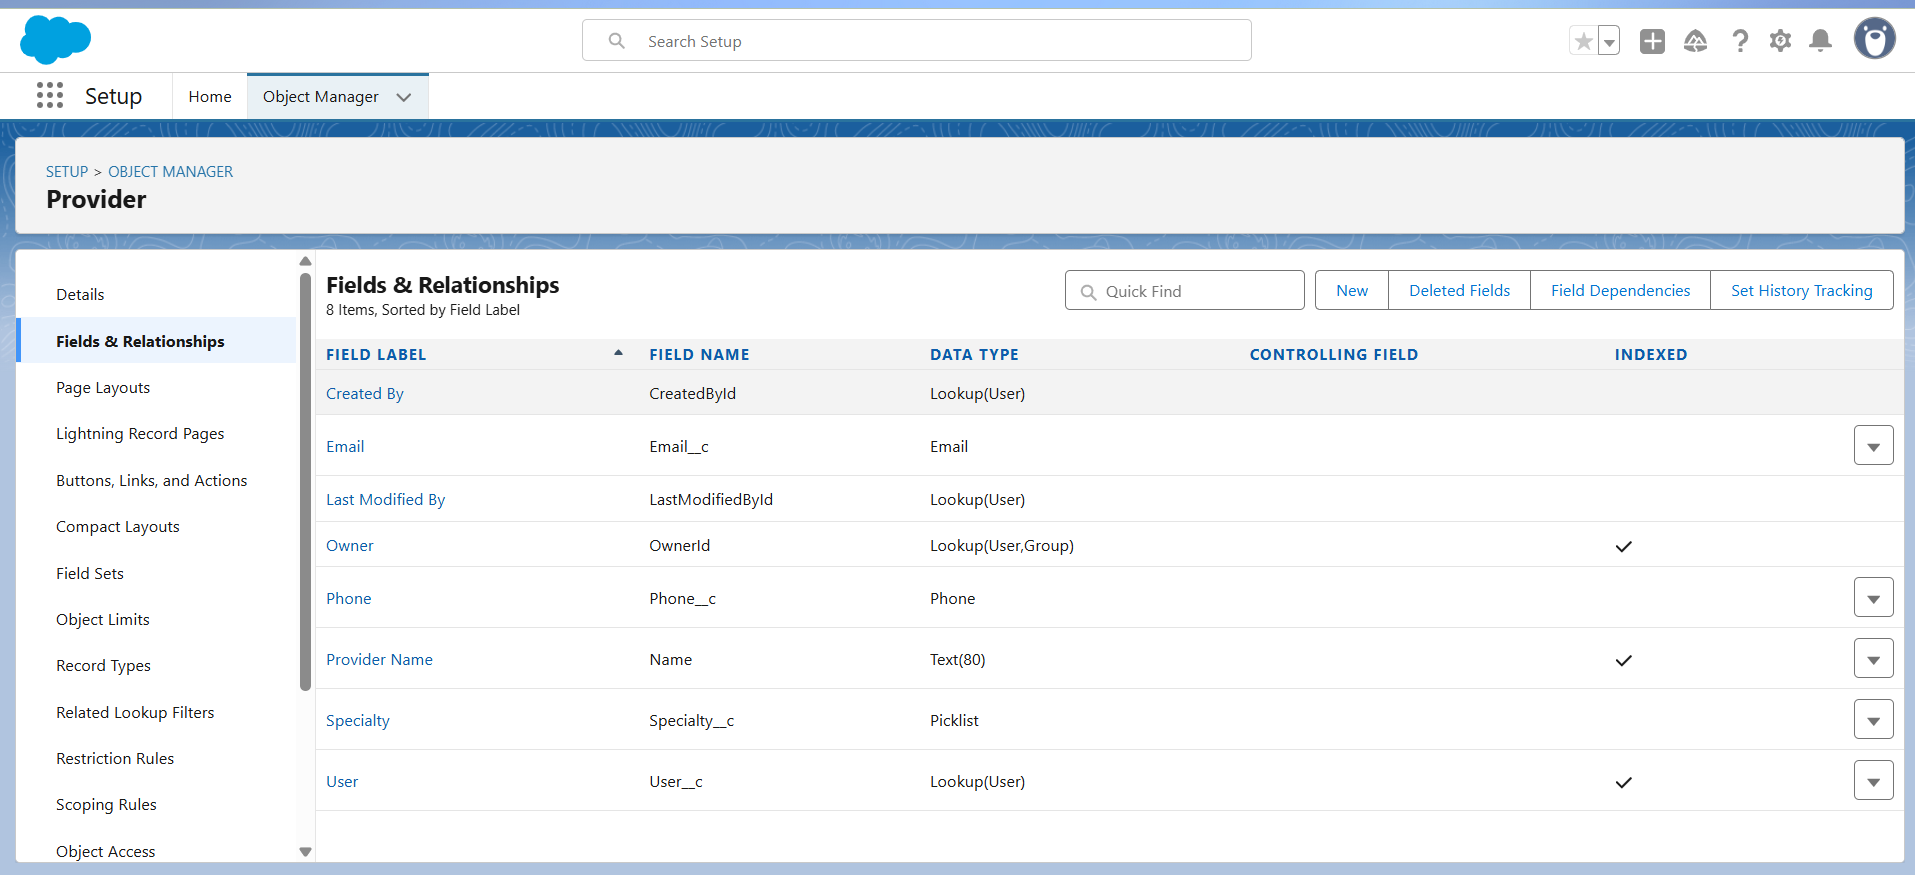 Search Setup
Setup
Home
Object Manager
SETUP > OBJECT MANAGER
Provider
Details
Fields & Relationships
Page Layouts
Lightning Record Pages
Buttons, Links, and Actions
Compact Layouts
Field Sets
Object Limits
Record Types
Related Lookup Filters
Restriction Rules
Scoping Rules
Object Access
Fields & Relationships
8 Items, Sorted by Field Label
Quick Find
New
Deleted Fields
Field Dependencies
Set History Tracking
FIELD LABEL FIELD NAME DATA TYPE CONTROLLING FIELD INDEXED
Created By CreatedById Lookup(User)
Email Email__c Email
Last Modified By LastModifiedById Lookup(User)
Owner OwnerId Lookup(User,Group)
Phone Phone__c Phone
Provider Name Name Text(80)
Specialty Specialty__c Picklist
User User__c Lookup(User)